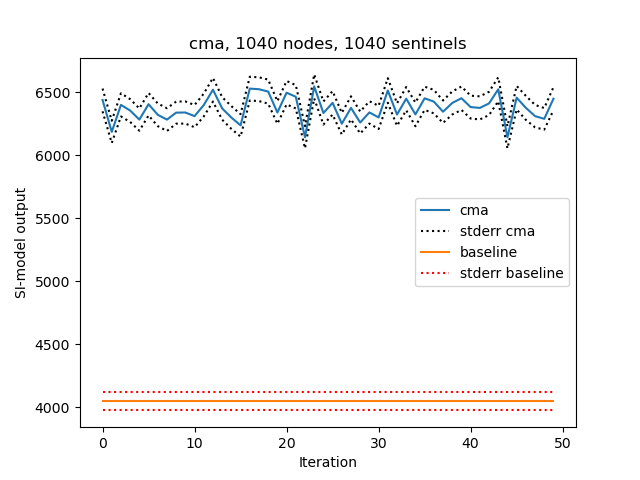 cma, 1040 nodes, 1040 sentinels
SI-model output
6500
6000
5500
5000
4500
4000
cma
stderr cma
baseline
stderr baseline
0 10 20 30 40 50
Iteration